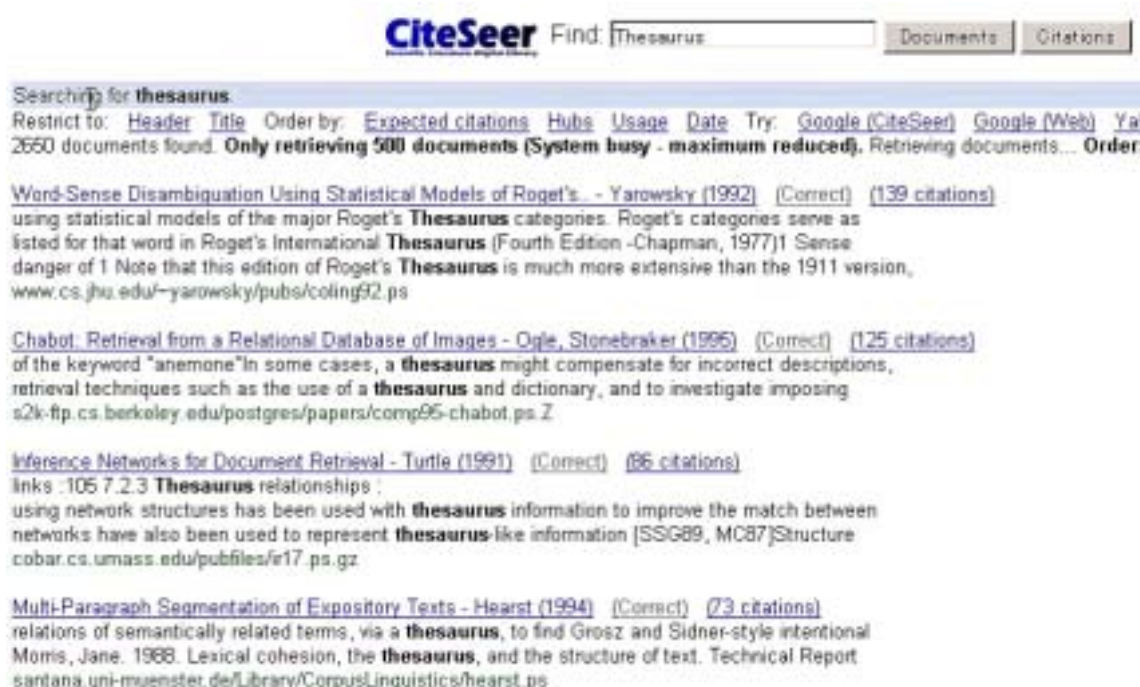 CiteSeer Find: Thesaurus Documents Citations
Searching for thesaurus.
Restrict to: Header Title Order by: Expected citations Hubs Usage Date Try: Google (CiteSeer) Google (Web) Ya
2650 documents found. Only retrieving 500 documents (System busy - maximum reduced). Retrieving documents... Order
Word-Sense Disambiguation Using Statistical Models of Roget's.. - Yarowsky (1992) (Correct) (139 citations)
using statistical models of the major Roget's Thesaurus categories. Roget's categories serve as
listed for that word in Roget's International Thesaurus (Fourth Edition -Chapman, 1977)1 Sense
danger of 1 Note that this edition of Roget's Thesaurus is much more extensive than the 1911 version,
www.cs.jhu.edu/~yarowsky/pubs/coling92.ps
Chabot: Retrieval from a Relational Database of Images - Ogle, Stonebraker (1995) (Correct) (125 citations)
of the keyword "anemone"In some cases, a thesaurus might compensate for incorrect descriptions,
retrieval techniques such as the use of a thesaurus and dictionary, and to investigate imposing
s2k-ftp.cs.berkeley.edu/postgres/papers/comp95-chabot.ps.Z
Inference Networks for Document Retrieval - Turtle (1991) (Correct) (86 citations)
links :105 7.2.3 Thesaurus relationships :
using network structures has been used with thesaurus information to improve the match between
networks have also been used to represent thesaurus-like information [SSG89, MC87]Structure
cobar.cs.umass.edu/pubfiles/ir17.ps.gz
Multi-Paragraph Segmentation of Expository Texts - Hearst (1994) (Correct) (73 citations)
relations of semantically related terms, via a thesaurus, to find Grosz and Sidner-style intentional
Morris, Jane. 1988. Lexical cohesion, the thesaurus, and the structure of text. Technical Report
santana.uni-muenster.de/Library/CorpusLinguistics/hearst.ps